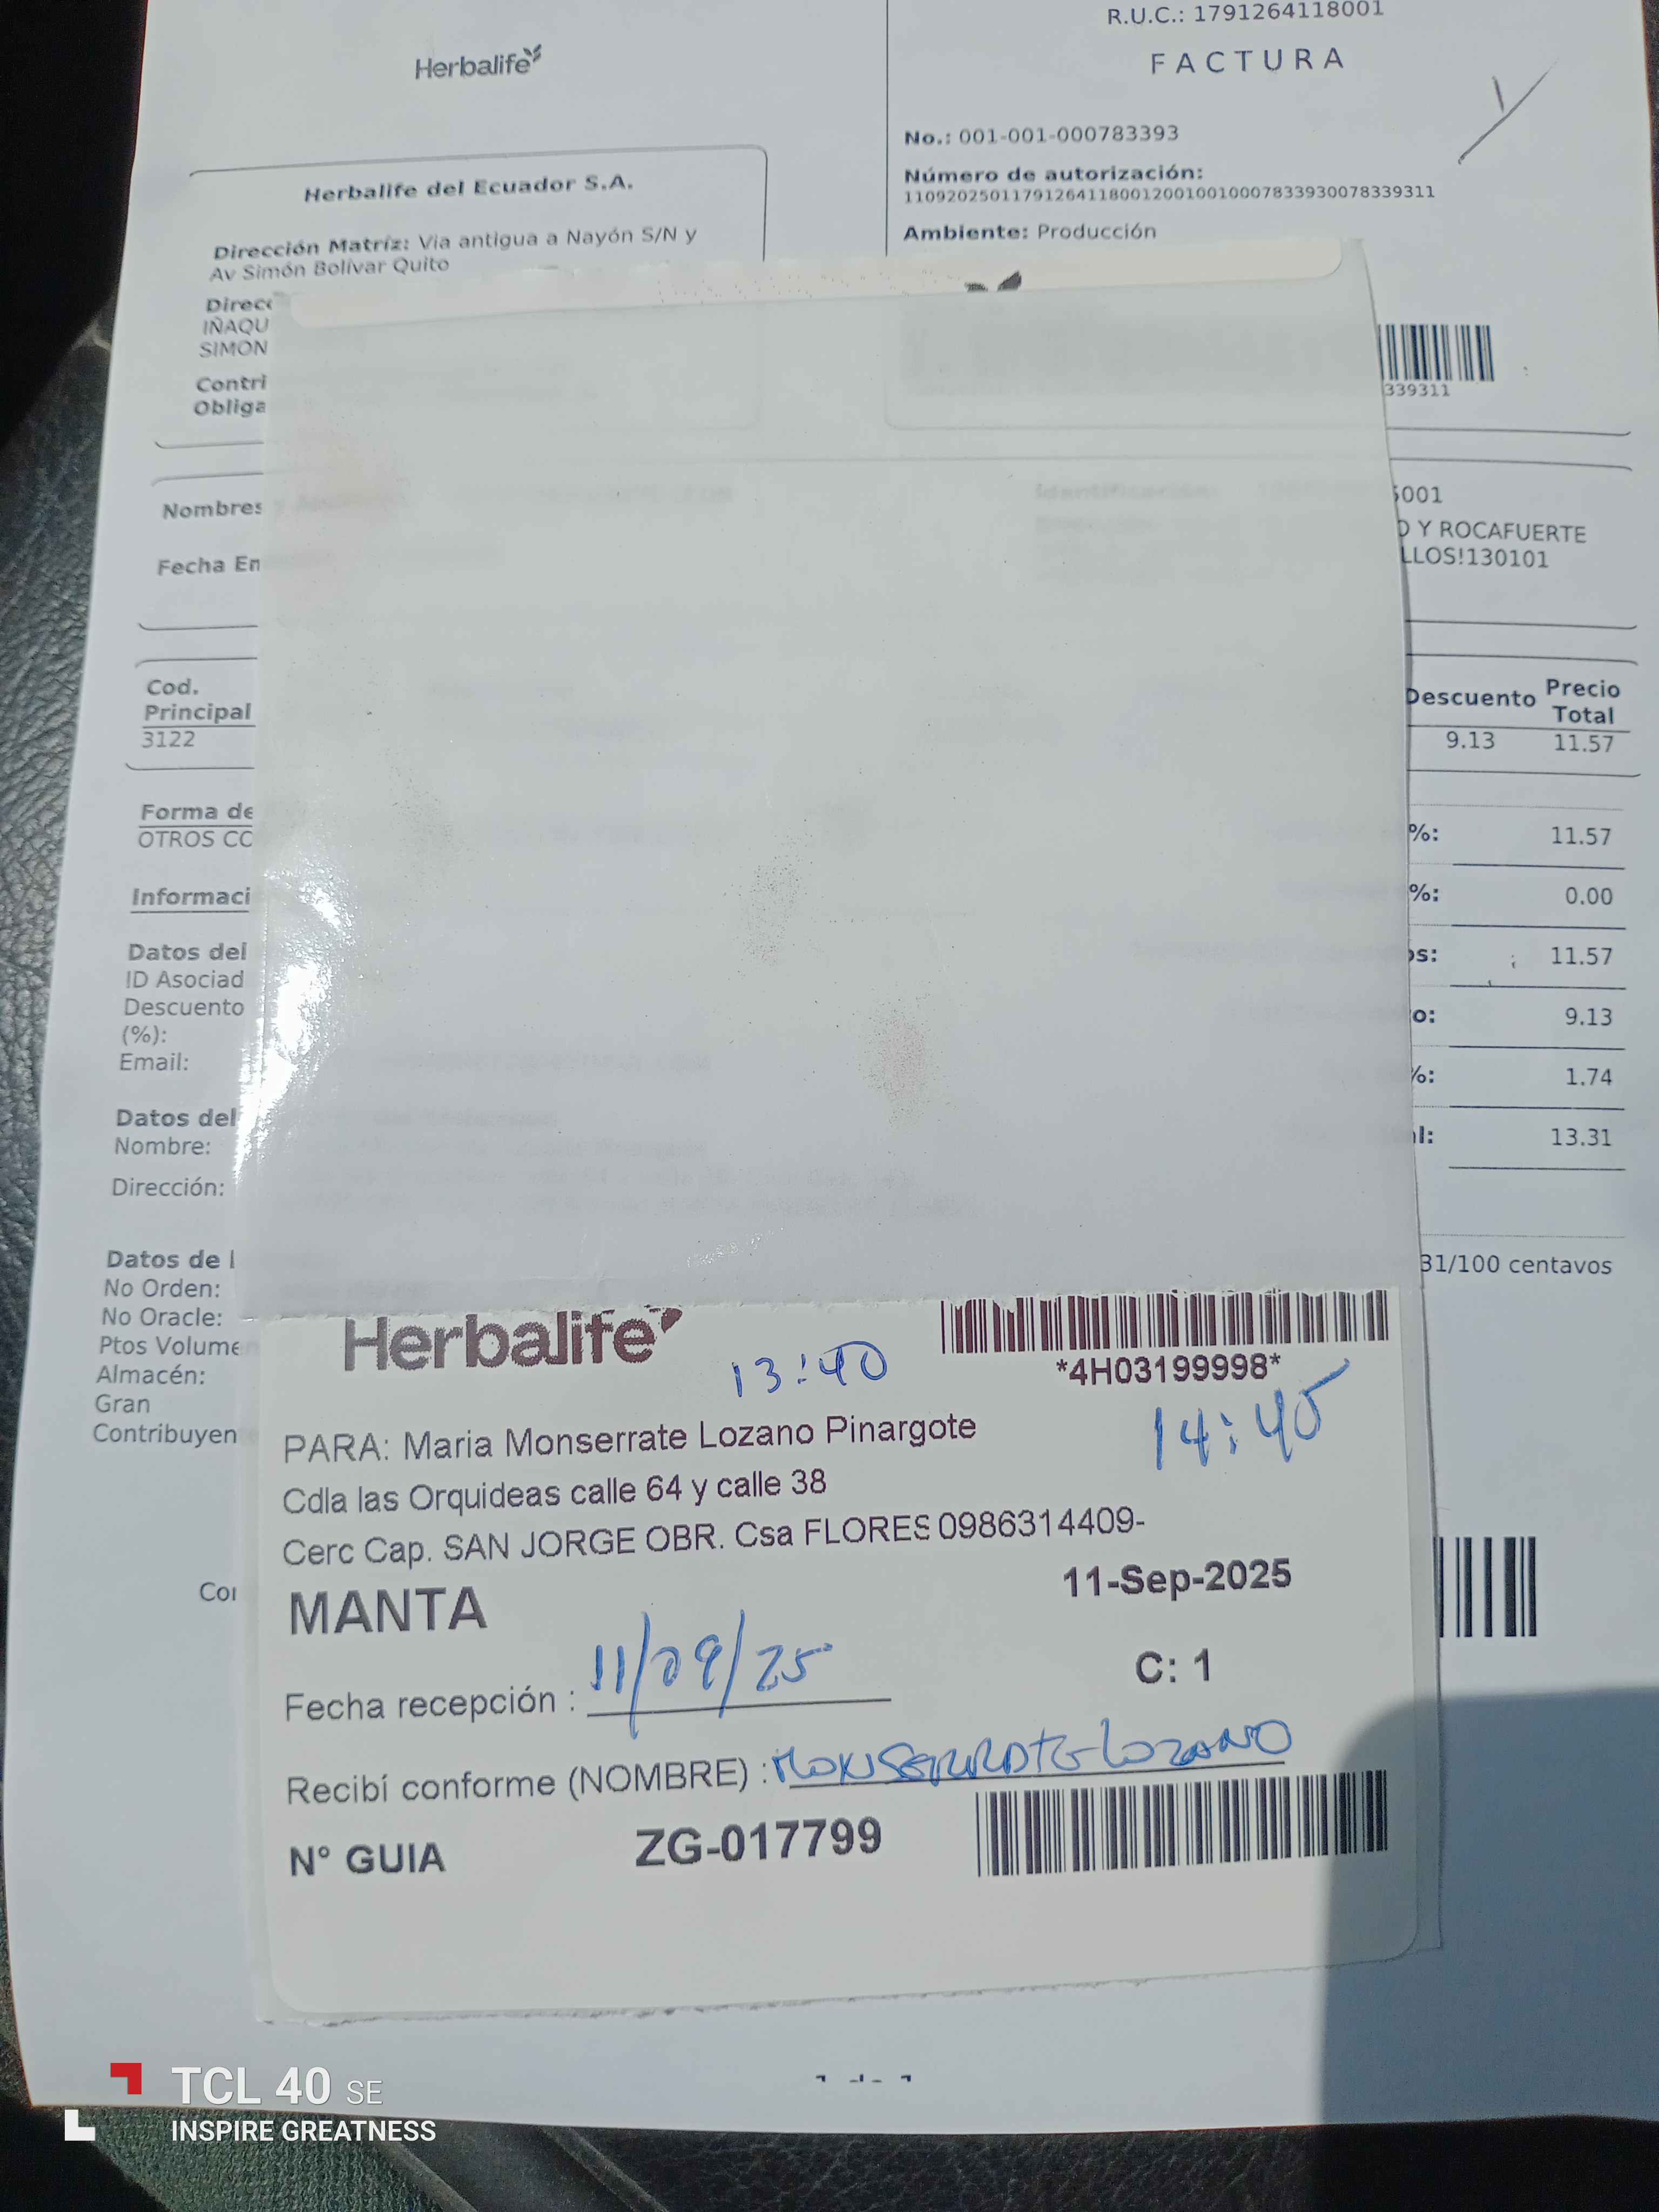 R.U.C.: 1791264118001
Herbalife
FACTURA
No.: 001-001-000783393
Herbalife del Ecuador S.A.
Número de autorización:
1109202501179126411800120010010007833930078339311
Dirección Matríz: Via antigua a Nayón S/N y
Av Simón Bolívar Quito
Ambiente: Producción
Direcc
IÑAQU
SIMON
Contri
Obliga
339311
Nombres
5001
O Y ROCAFUERTE
LLOS!130101
Fecha En
Cod.
Principal
Descuento
Precio
Total
3122
9.13
11.57
Forma de
OTROS CO
%: 11.57
Informaci
%: 0.00
Datos del
os: 11.57
ID Asociad
Descuento
(%):
o: 9.13
Email:
%: 1.74
Datos del
Nombre:
al: 13.31
Dirección:
Datos de l
31/100 centavos
No Orden:
No Oracle:
Ptos Volume
Almacén:
Gran
Contribuyen
Herbalife
13:40
*4H03199998*
14:45
PARA: Maria Monserrate Lozano Pinargote
Cdla las Orquideas calle 64 y calle 38
Cerc Cap. SAN JORGE OBR. Csa FLORES 0986314409-
MANTA
11-Sep-2025
C: 1
Fecha recepción : 11/09/25
Recibí conforme (NOMBRE) : MONSERRATE LOZANO
N° GUIA ZG-017799
TCL 40 SE
INSPIRE GREATNESS